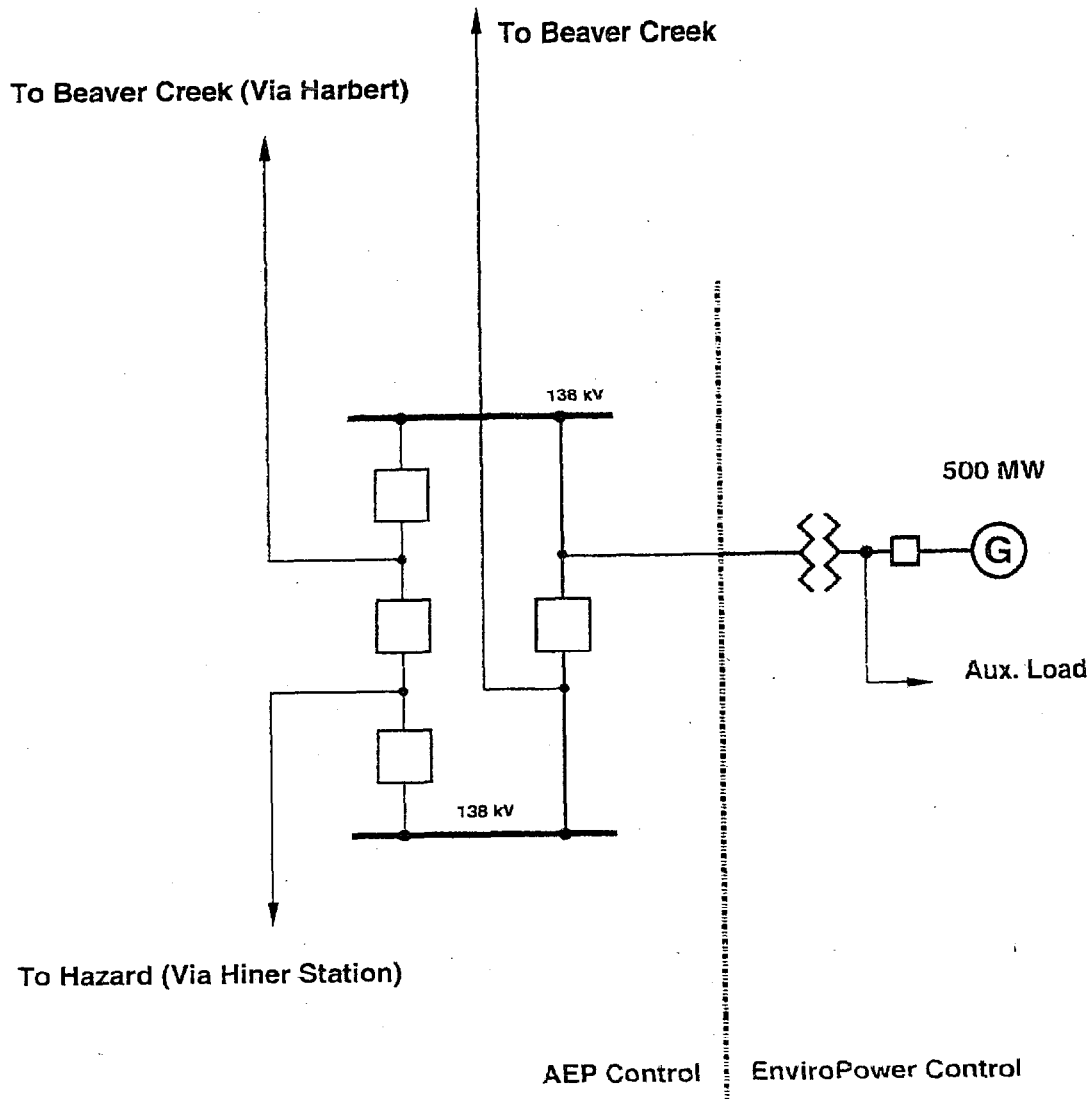 To Beaver Creek
To Beaver Creek (Via Harbert)
138 kV
500 MW
G
Aux. Load
138 kV
To Hazard (Via Hiner Station)
AEP Control
EnviroPower Control